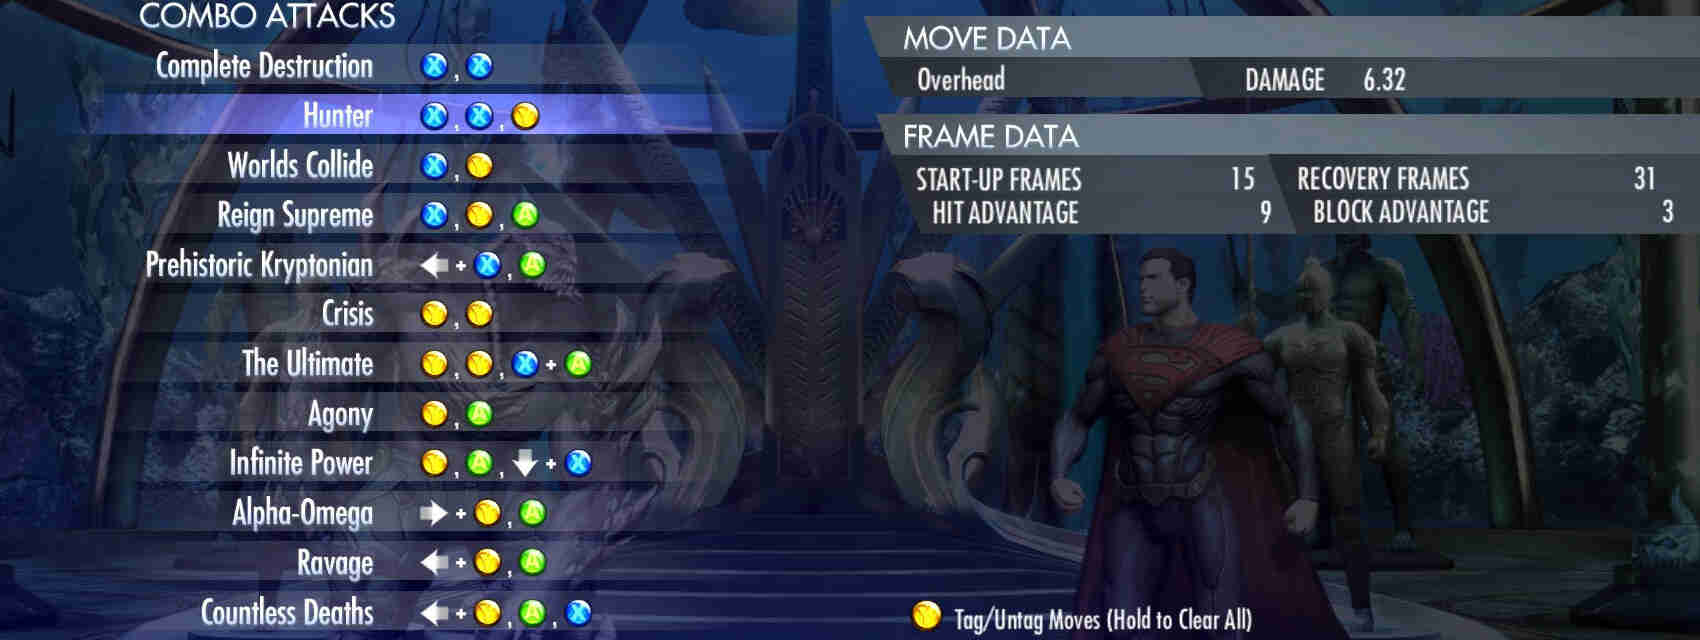 COMBO ATTACKS
Complete Destruction X , X
Hunter X , X , Y
Worlds Collide X , Y
Reign Supreme X , Y , A
Prehistoric Kryptonian + X , A
Crisis Y , Y
The Ultimate Y , Y , X + A
Agony Y , A
Infinite Power Y , A , + X
Alpha-Omega + Y , A
Ravage + Y , A
Countless Deaths + Y , A , X
MOVE DATA
Overhead DAMAGE 6.32
FRAME DATA
START-UP FRAMES 15 RECOVERY FRAMES 31
HIT ADVANTAGE 9 BLOCK ADVANTAGE 3
Y Tag/Untag Moves (Hold to Clear All)